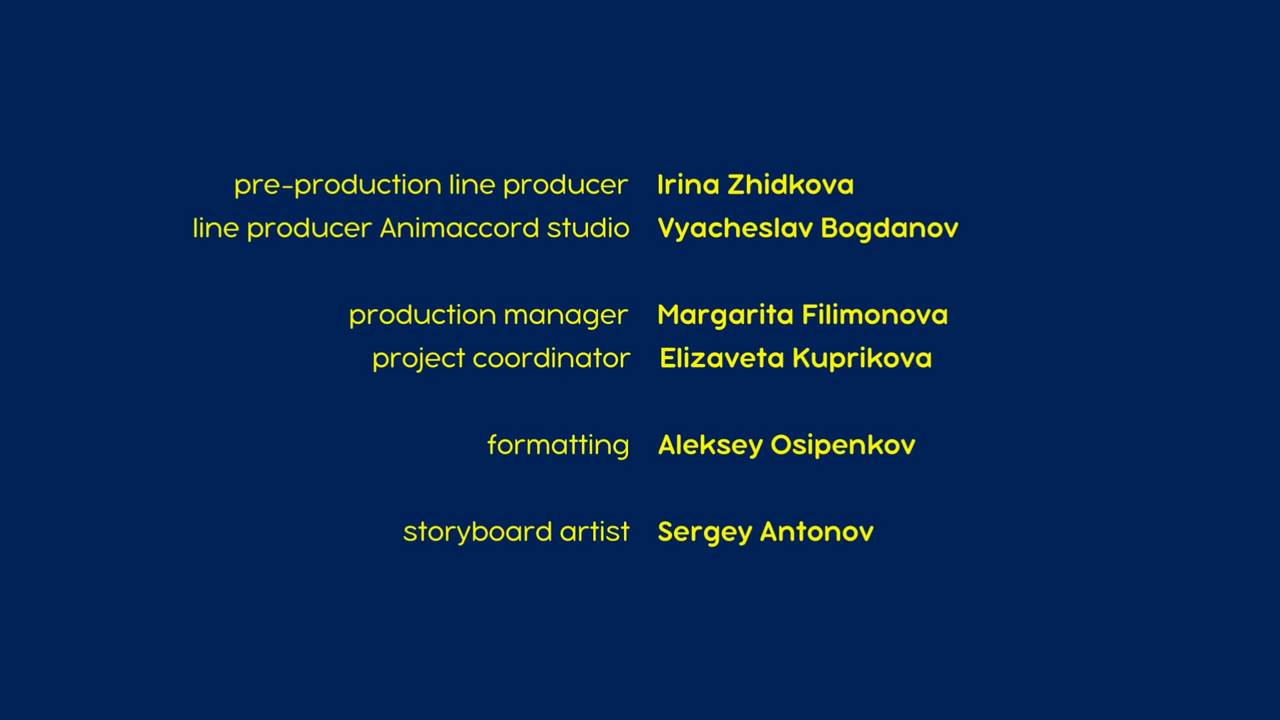 pre-production line producer Irina Zhidkova
line producer Animaccord studio Vyacheslav Bogdanov
production manager Margarita Filimonova
project coordinator Elizaveta Kuprikova
formatting Aleksey Osipenkov
storyboard artist Sergey Antonov